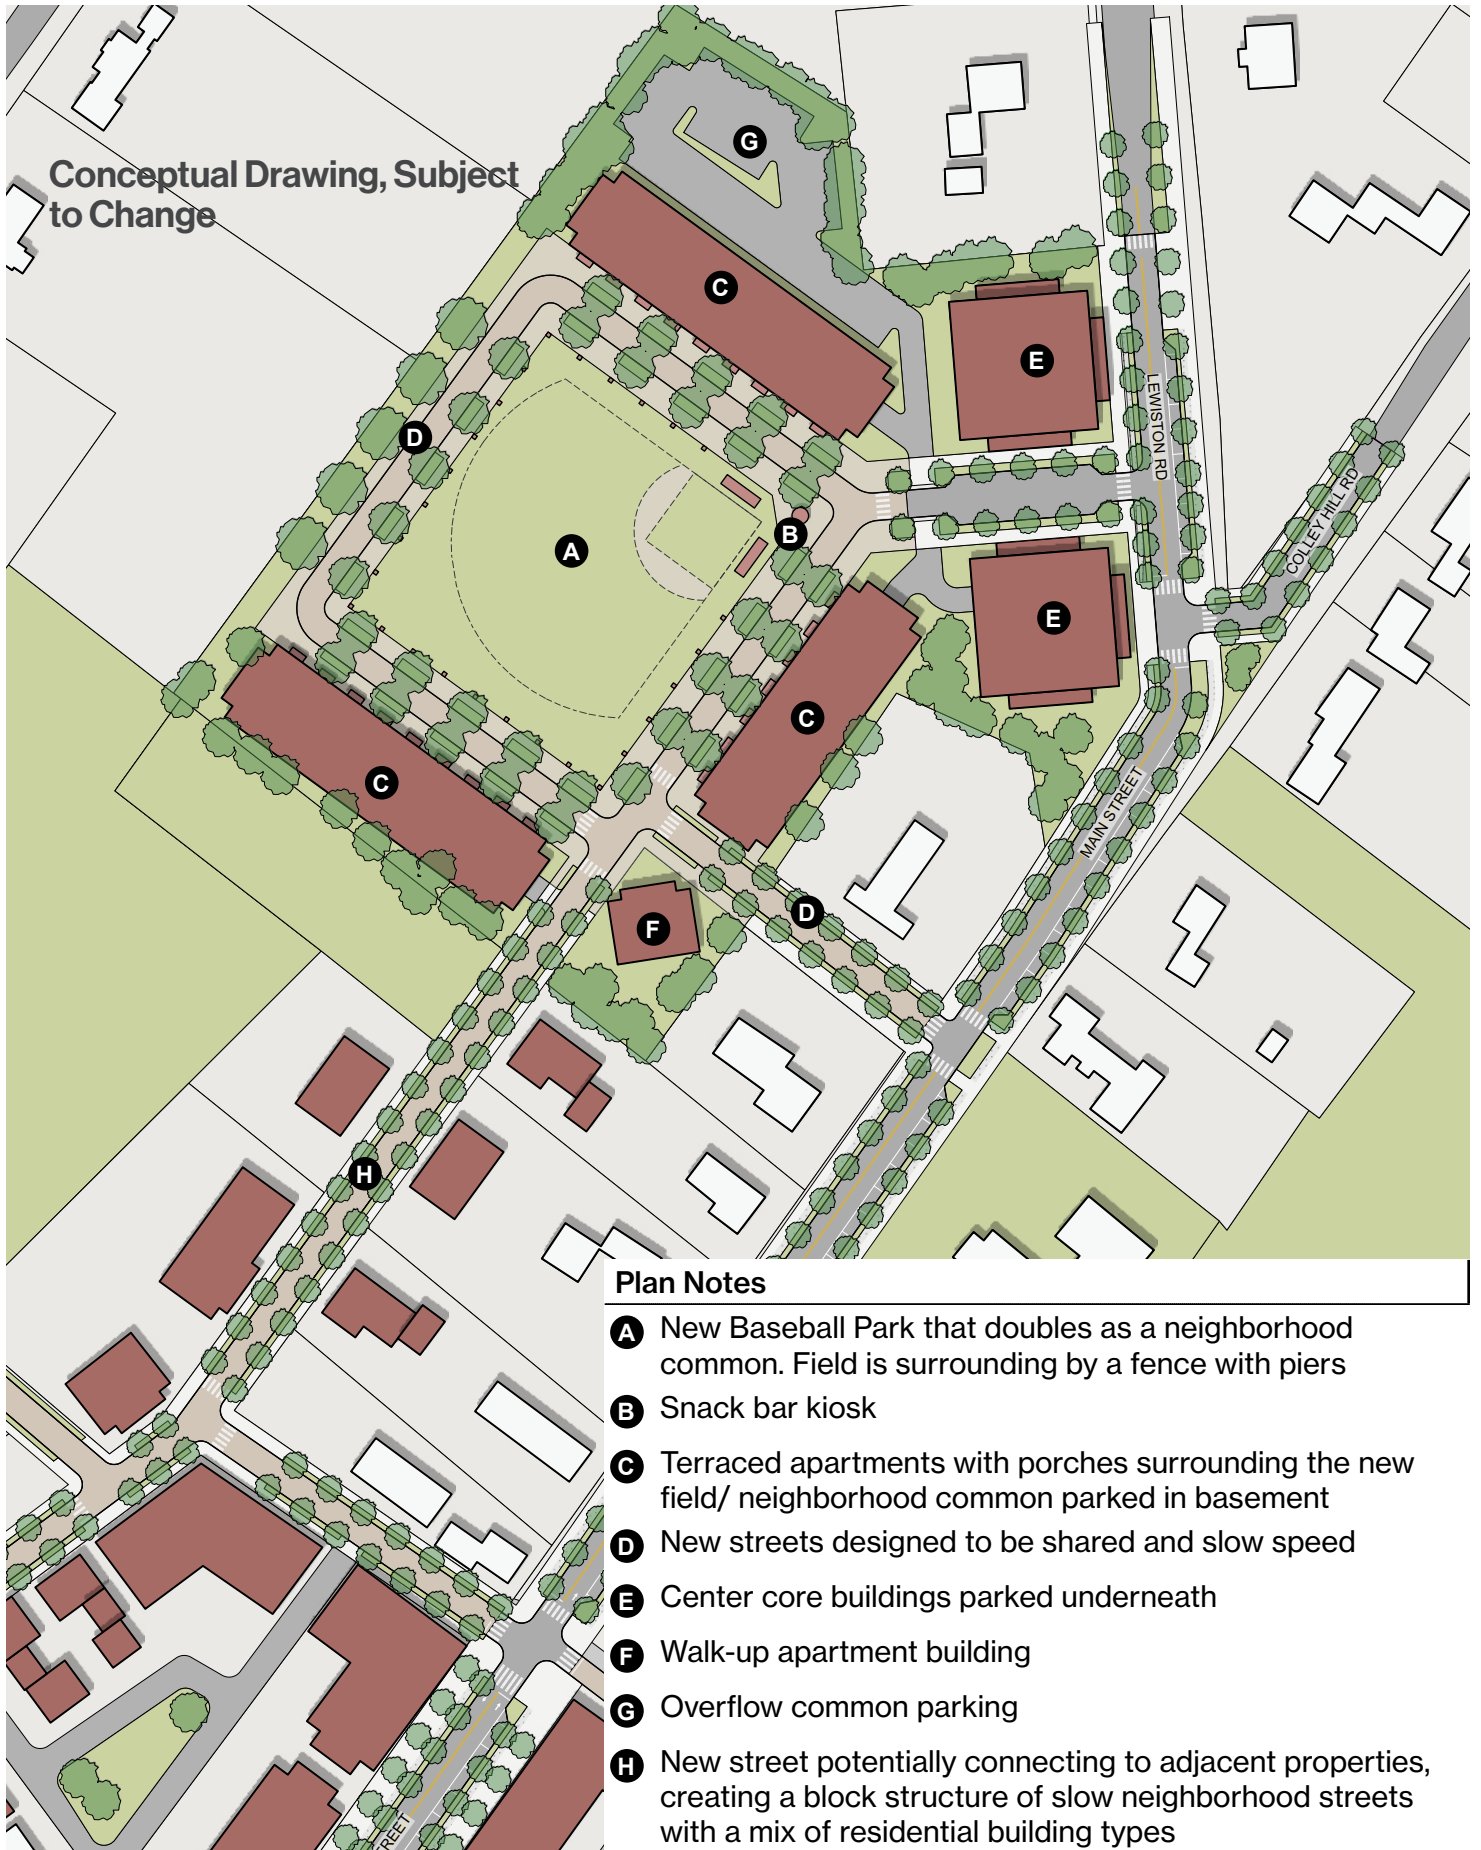 Conceptual Drawing, Subject
to Change
G
C
E
LEWISTON RD
D
COLLEY HILL RD
B
A
E
C
C
MAIN STREET
D
F
H
Plan Notes
A New Baseball Park that doubles as a neighborhood
common. Field is surrounding by a fence with piers
B Snack bar kiosk
C Terraced apartments with porches surrounding the new
field/ neighborhood common parked in basement
D New streets designed to be shared and slow speed
E Center core buildings parked underneath
F Walk-up apartment building
G Overflow common parking
H New street potentially connecting to adjacent properties,
creating a block structure of slow neighborhood streets
with a mix of residential building types